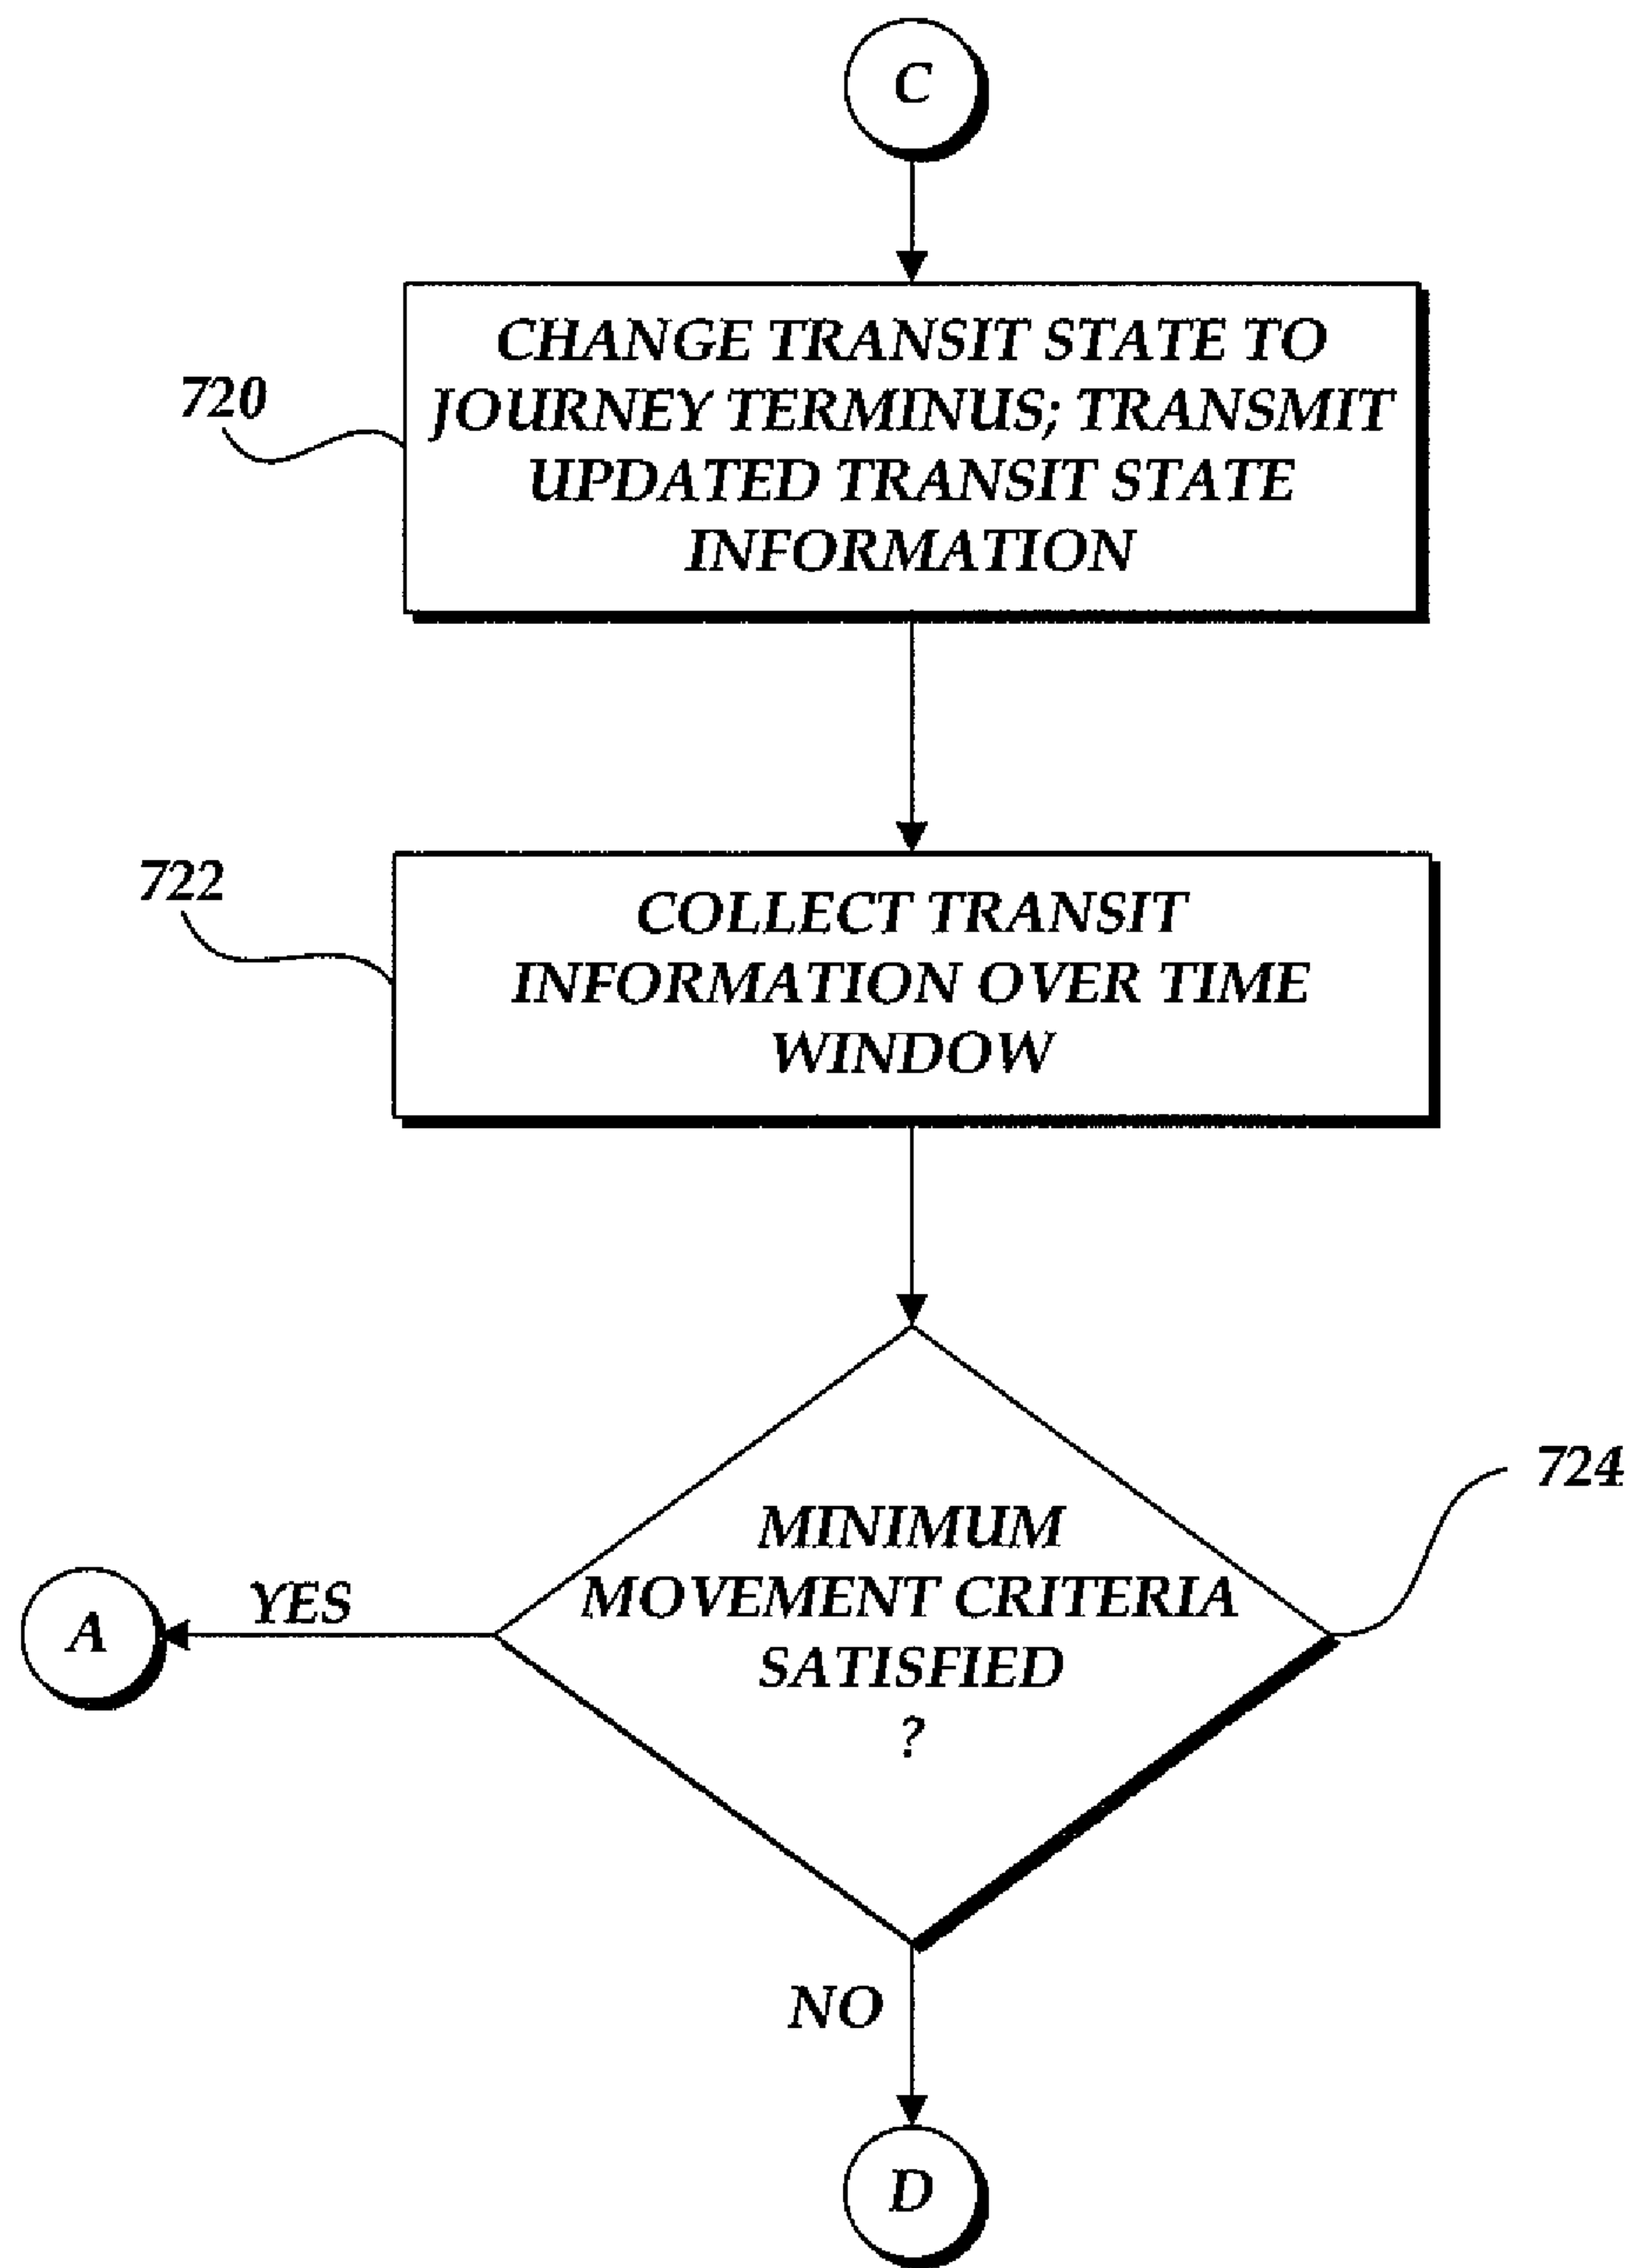 C
720
CHANGE TRANSIT STATE TO
JOURNEY TERMINUS; TRANSMIT
UPDATED TRANSIT STATE
INFORMATION
722
COLLECT TRANSIT
INFORMATION OVER TIME
WINDOW
724
MINIMUM
MOVEMENT CRITERIA
SATISFIED
?
YES
A
NO
D